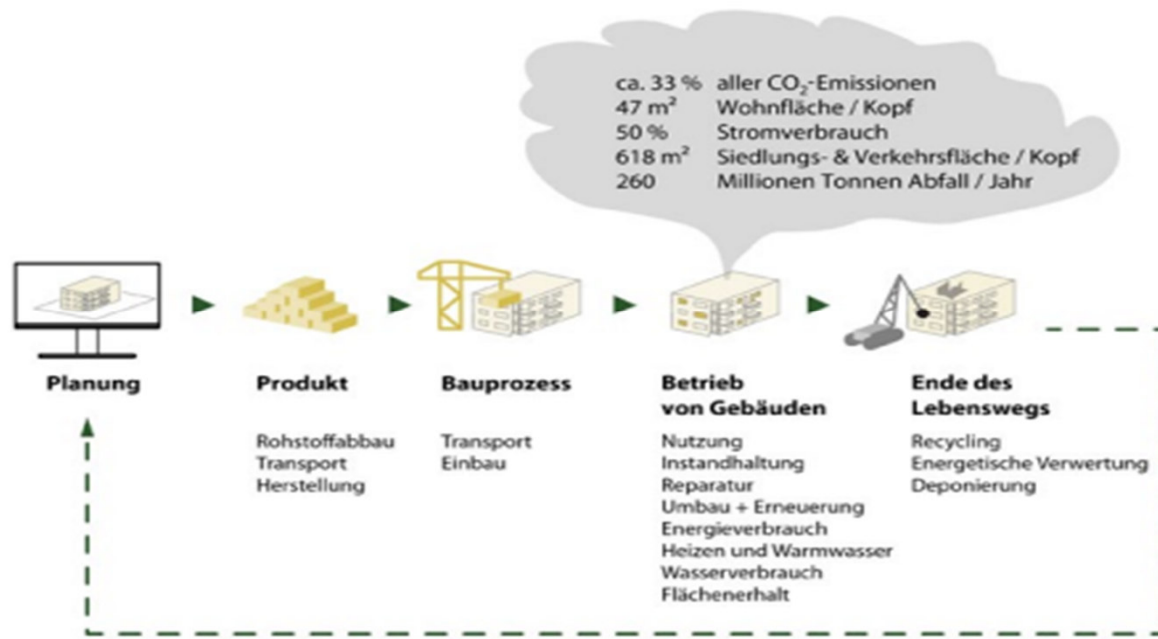 ca. 33 % aller CO₂-Emissionen
47 m² Wohnfläche / Kopf
50 % Stromverbrauch
618 m² Siedlungs- & Verkehrsfläche / Kopf
260 Millionen Tonnen Abfall / Jahr
Planung
Produkt
Rohstoffabbau
Transport
Herstellung
Bauprozess
Transport
Einbau
Betrieb
von Gebäuden
Nutzung
Instandhaltung
Reparatur
Umbau + Erneuerung
Energieverbrauch
Heizen und Warmwasser
Wasserverbrauch
Flächenerhalt
Ende des
Lebenswegs
Recycling
Energetische Verwertung
Deponierung